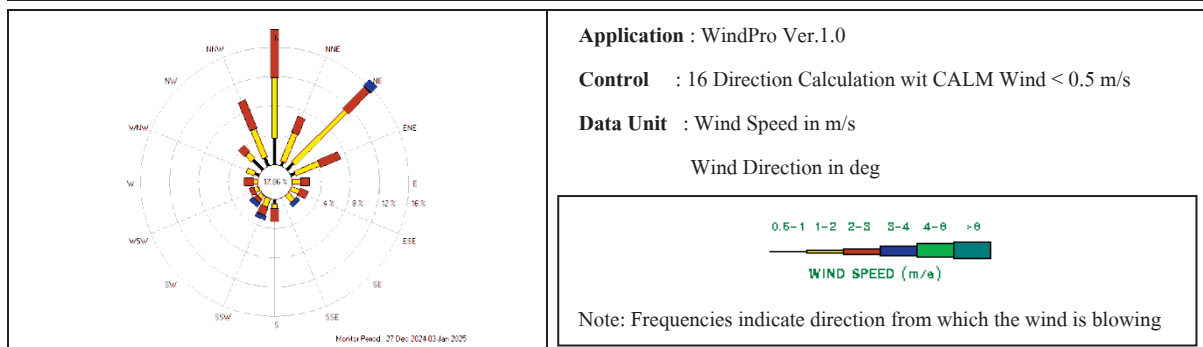 N
NNW
NNE
NW
NE
WNW
ENE
17.86 %
W
E
4 %
8 %
12 %
16 %
WSW
ESE
SW
SE
SSW
SSE
S
Monitor Period : 27 Dec 2024-03 Jan 2025
Application : WindPro Ver.1.0
Control : 16 Direction Calculation wit CALM Wind < 0.5 m/s
Data Unit : Wind Speed in m/s
Wind Direction in deg
0.5-1 1-2 2-3 3-4 4-6 >6
WIND SPEED (m/s)
Note: Frequencies indicate direction from which the wind is blowing